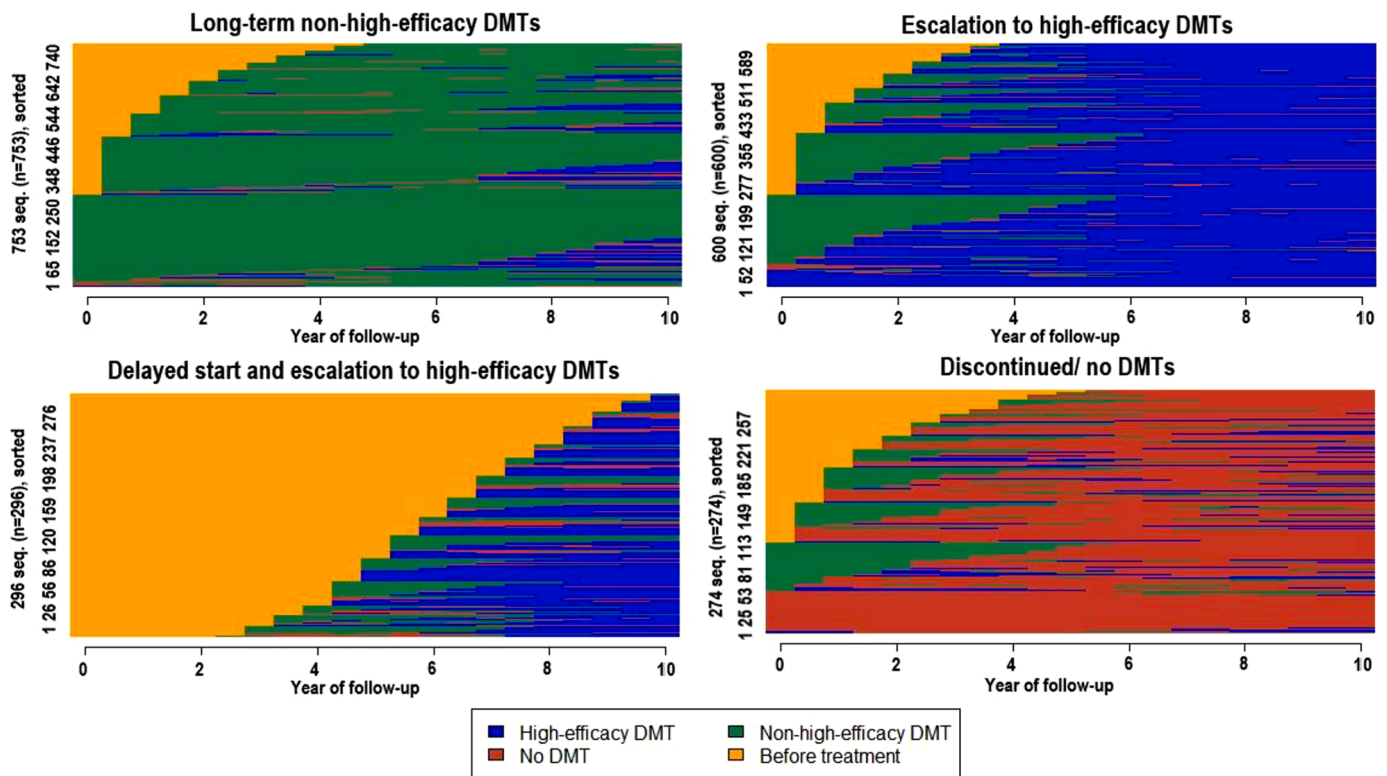 Long-term non-high-efficacy DMTs
753 seq. (n=753), sorted
1 65 152 250 348 446 544 642 740
0 2 4 6 8 10
Year of follow-up
Escalation to high-efficacy DMTs
600 seq. (n=600), sorted
1 52 121 199 277 355 433 511 589
0 2 4 6 8 10
Year of follow-up
Delayed start and escalation to high-efficacy DMTs
296 seq. (n=296), sorted
1 26 56 86 120 159 198 237 276
0 2 4 6 8 10
Year of follow-up
Discontinued/ no DMTs
274 seq. (n=274), sorted
1 25 53 81 113 149 185 221 257
0 2 4 6 8 10
Year of follow-up
High-efficacy DMT
Non-high-efficacy DMT
No DMT
Before treatment